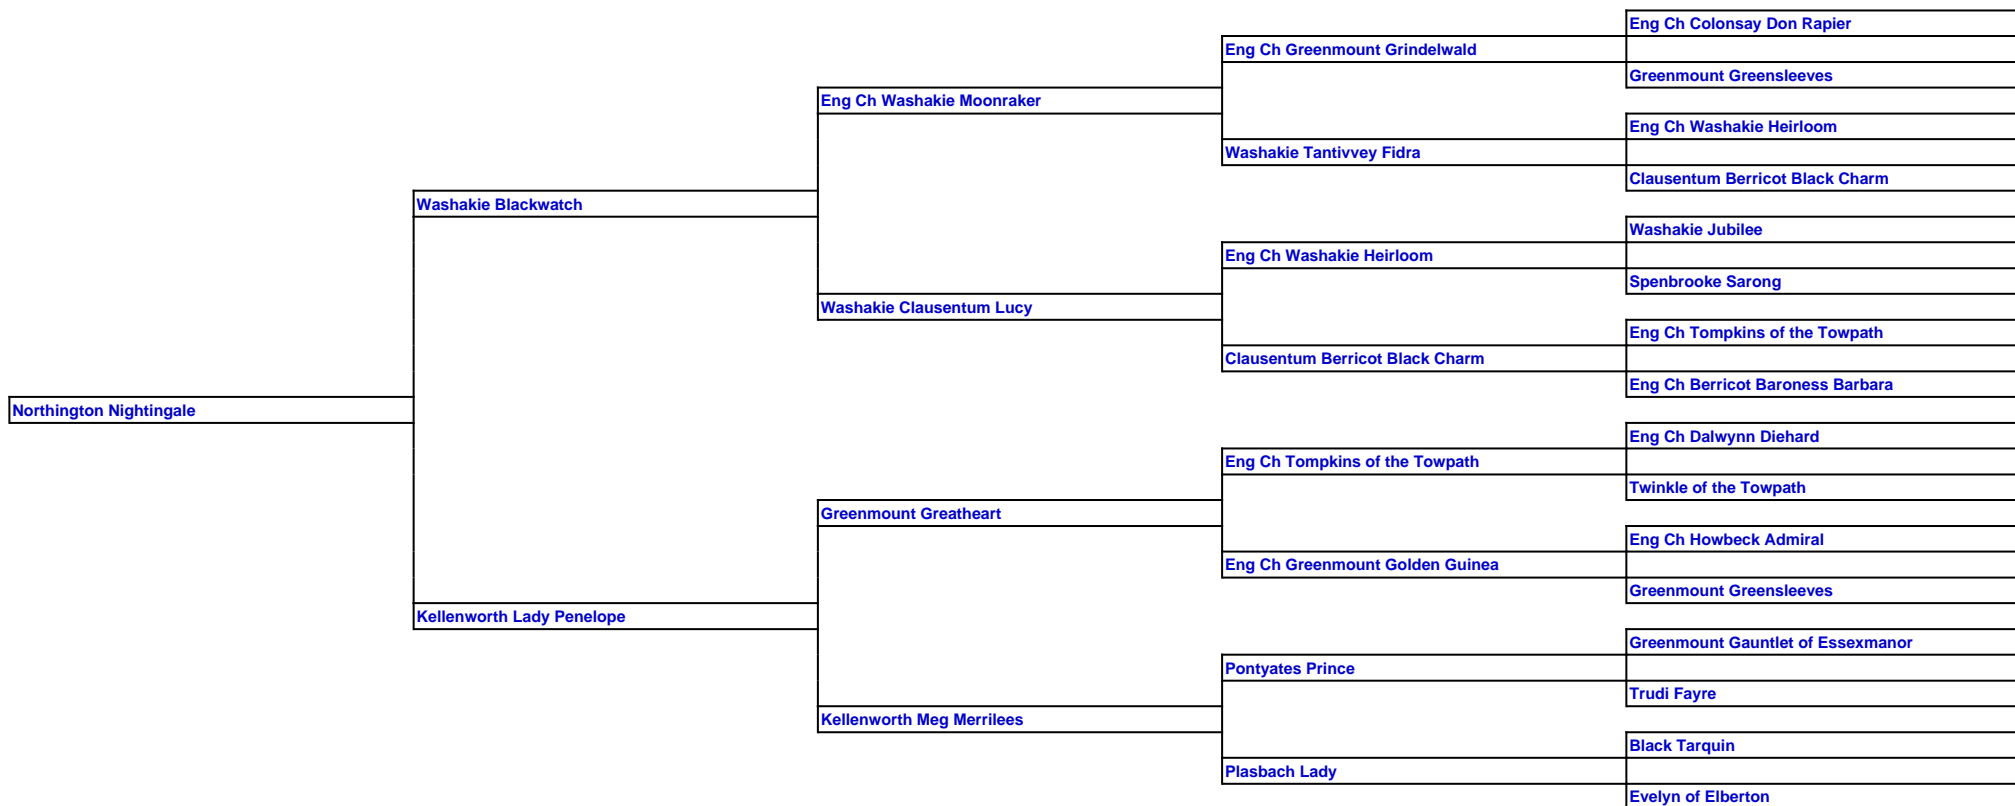 Eng Ch Colonsay Don Rapier
Eng Ch Greenmount Grindelwald
Greenmount Greensleeves
Eng Ch Washakie Moonraker
Eng Ch Washakie Heirloom
Washakie Tantivvey Fidra
Clausentum Berricot Black Charm
Washakie Blackwatch
Washakie Jubilee
Eng Ch Washakie Heirloom
Spenbrooke Sarong
Washakie Clausentum Lucy
Eng Ch Tompkins of the Towpath
Clausentum Berricot Black Charm
Eng Ch Berricot Baroness Barbara
Northington Nightingale
Eng Ch Dalwynn Diehard
Eng Ch Tompkins of the Towpath
Twinkle of the Towpath
Greenmount Greatheart
Eng Ch Howbeck Admiral
Eng Ch Greenmount Golden Guinea
Greenmount Greensleeves
Kellenworth Lady Penelope
Greenmount Gauntlet of Essexmanor
Pontyates Prince
Trudi Fayre
Kellenworth Meg Merrilees
Black Tarquin
Plasbach Lady
Evelyn of Elberton